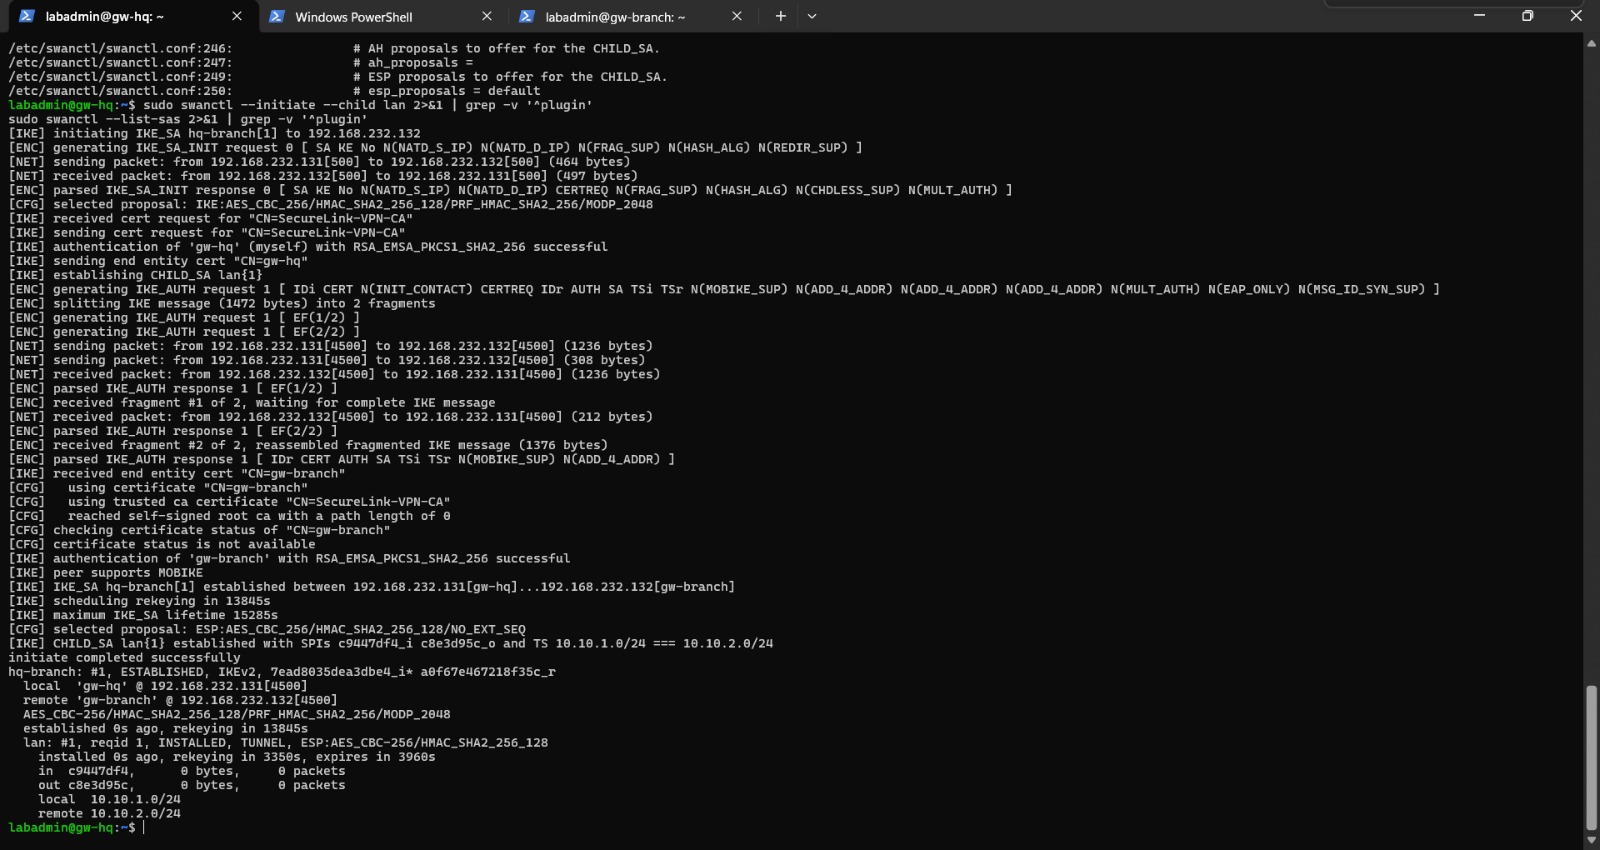 labadmin@gw-hq: ~
Windows PowerShell
labadmin@gw-branch: ~
/etc/swanctl/swanctl.conf:246:                # AH proposals to offer for the CHILD_SA.
/etc/swanctl/swanctl.conf:247:                # ah_proposals =
/etc/swanctl/swanctl.conf:249:                # ESP proposals to offer for the CHILD_SA.
/etc/swanctl/swanctl.conf:250:                # esp_proposals = default
labadmin@gw-hq:~$ sudo swanctl --initiate --child lan 2>&1 | grep -v '^plugin'
sudo swanctl --list-sas 2>&1 | grep -v '^plugin'
[IKE] initiating IKE_SA hq-branch[1] to 192.168.232.132
[ENC] generating IKE_SA_INIT request 0 [ SA KE No N(NATD_S_IP) N(NATD_D_IP) N(FRAG_SUP) N(HASH_ALG) N(REDIR_SUP) ]
[NET] sending packet: from 192.168.232.131[500] to 192.168.232.132[500] (464 bytes)
[NET] received packet: from 192.168.232.132[500] to 192.168.232.131[500] (497 bytes)
[ENC] parsed IKE_SA_INIT response 0 [ SA KE No N(NATD_S_IP) N(NATD_D_IP) CERTREQ N(FRAG_SUP) N(HASH_ALG) N(CHDLESS_SUP) N(MULT_AUTH) ]
[CFG] selected proposal: IKE:AES_CBC_256/HMAC_SHA2_256_128/PRF_HMAC_SHA2_256/MODP_2048
[IKE] received cert request for "CN=SecureLink-VPN-CA"
[IKE] sending cert request for "CN=SecureLink-VPN-CA"
[IKE] authentication of 'gw-hq' (myself) with RSA_EMSA_PKCS1_SHA2_256 successful
[IKE] sending end entity cert "CN=gw-hq"
[IKE] establishing CHILD_SA lan{1}
[ENC] generating IKE_AUTH request 1 [ IDi CERT N(INIT_CONTACT) CERTREQ IDr AUTH SA TSi TSr N(MOBIKE_SUP) N(ADD_4_ADDR) N(ADD_4_ADDR) N(ADD_4_ADDR) N(MULT_AUTH) N(EAP_ONLY) N(MSG_ID_SYN_SUP) ]
[ENC] splitting IKE message (1472 bytes) into 2 fragments
[ENC] generating IKE_AUTH request 1 [ EF(1/2) ]
[ENC] generating IKE_AUTH request 1 [ EF(2/2) ]
[NET] sending packet: from 192.168.232.131[4500] to 192.168.232.132[4500] (1236 bytes)
[NET] sending packet: from 192.168.232.131[4500] to 192.168.232.132[4500] (308 bytes)
[NET] received packet: from 192.168.232.132[4500] to 192.168.232.131[4500] (1236 bytes)
[ENC] parsed IKE_AUTH response 1 [ EF(1/2) ]
[ENC] received fragment #1 of 2, waiting for complete IKE message
[NET] received packet: from 192.168.232.132[4500] to 192.168.232.131[4500] (212 bytes)
[ENC] parsed IKE_AUTH response 1 [ EF(2/2) ]
[ENC] received fragment #2 of 2, reassembled fragmented IKE message (1376 bytes)
[ENC] parsed IKE_AUTH response 1 [ IDr CERT AUTH SA TSi TSr N(MOBIKE_SUP) N(ADD_4_ADDR) ]
[IKE] received end entity cert "CN=gw-branch"
[CFG]   using certificate "CN=gw-branch"
[CFG]   using trusted ca certificate "CN=SecureLink-VPN-CA"
[CFG]   reached self-signed root ca with a path length of 0
[CFG] checking certificate status of "CN=gw-branch"
[CFG] certificate status is not available
[IKE] authentication of 'gw-branch' with RSA_EMSA_PKCS1_SHA2_256 successful
[IKE] peer supports MOBIKE
[IKE] IKE_SA hq-branch[1] established between 192.168.232.131[gw-hq]...192.168.232.132[gw-branch]
[IKE] scheduling rekeying in 13845s
[IKE] maximum IKE_SA lifetime 15285s
[CFG] selected proposal: ESP:AES_CBC_256/HMAC_SHA2_256_128/NO_EXT_SEQ
[IKE] CHILD_SA lan{1} established with SPIs c9447df4_i c8e3d95c_o and TS 10.10.1.0/24 === 10.10.2.0/24
initiate completed successfully
hq-branch: #1, ESTABLISHED, IKEv2, 7ead8035dea3dbe4_i* a0f67e467218f35c_r
  local  'gw-hq' @ 192.168.232.131[4500]
  remote 'gw-branch' @ 192.168.232.132[4500]
  AES_CBC-256/HMAC_SHA2_256_128/PRF_HMAC_SHA2_256/MODP_2048
  established 0s ago, rekeying in 13845s
  lan: #1, reqid 1, INSTALLED, TUNNEL, ESP:AES_CBC-256/HMAC_SHA2_256_128
    installed 0s ago, rekeying in 3350s, expires in 3960s
    in  c9447df4,      0 bytes,     0 packets
    out c8e3d95c,      0 bytes,     0 packets
    local  10.10.1.0/24
    remote 10.10.2.0/24
labadmin@gw-hq:~$